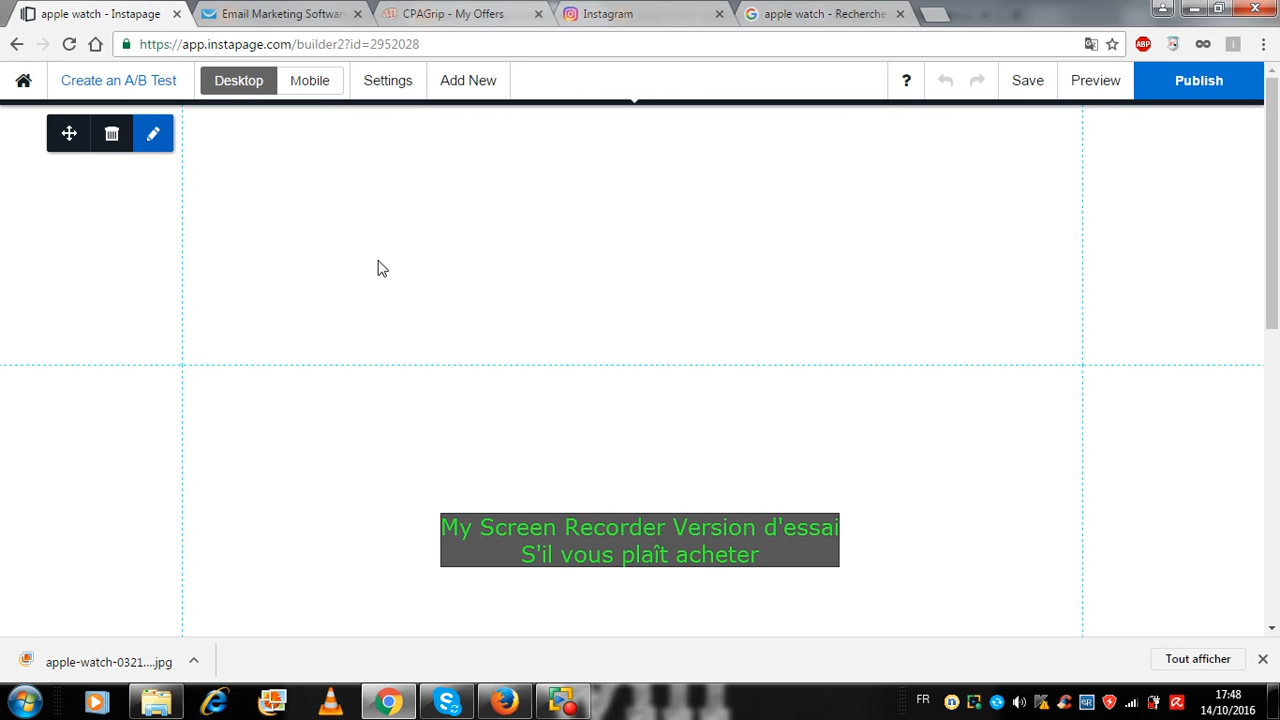 apple watch - Instapage
Email Marketing Softwar
CPAGrip - My Offers
Instagram
apple watch - Recherche
https://app.instapage.com/builder2?id=2952028
Create an A/B Test
Desktop
Mobile
Settings
Add New
?
Save
Preview
Publish
My Screen Recorder Version d'essai
S'il vous plaît acheter
apple-watch-0321....jpg
Tout afficher
FR
17:48
14/10/2016